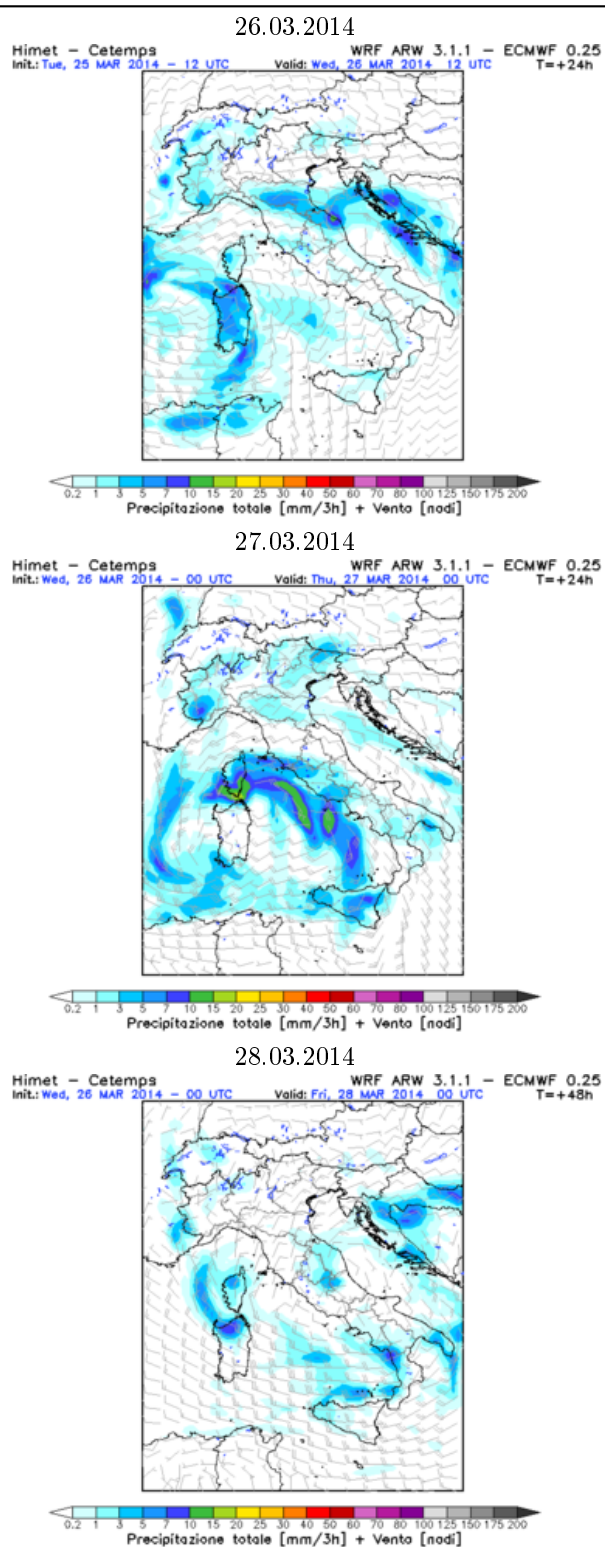 26.03.2014
Himet – Cetemps WRF ARW 3.1.1 – ECMWF 0.25
Init.: Tue, 25 MAR 2014 – 12 UTC Valid: Wed, 26 MAR 2014 12 UTC T=+24h
0.2 1 3 5 7 10 15 20 25 30 40 50 60 70 80 100 125 150 175 200
Precipitazione totale [mm/3h] + Vento [nodi]
27.03.2014
Himet – Cetemps WRF ARW 3.1.1 – ECMWF 0.25
Init.: Wed, 26 MAR 2014 – 00 UTC Valid: Thu, 27 MAR 2014 00 UTC T=+24h
0.2 1 3 5 7 10 15 20 25 30 40 50 60 70 80 100 125 150 175 200
Precipitazione totale [mm/3h] + Vento [nodi]
28.03.2014
Himet – Cetemps WRF ARW 3.1.1 – ECMWF 0.25
Init.: Wed, 26 MAR 2014 – 00 UTC Valid: Fri, 28 MAR 2014 00 UTC T=+48h
0.2 1 3 5 7 10 15 20 25 30 40 50 60 70 80 100 125 150 175 200
Precipitazione totale [mm/3h] + Vento [nodi]